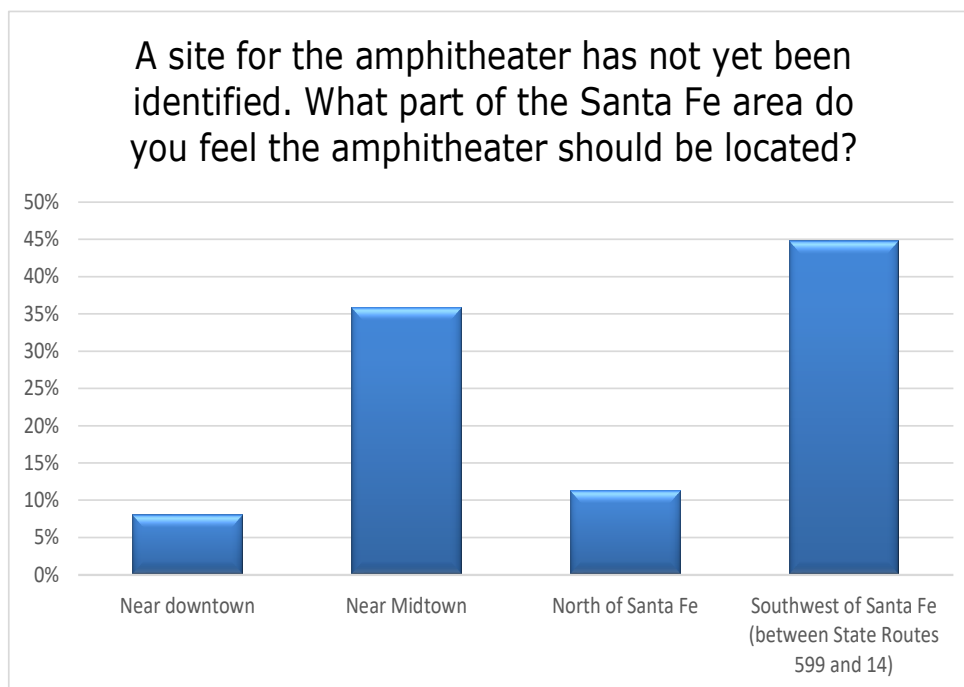 A site for the amphitheater has not yet been
identified. What part of the Santa Fe area do
you feel the amphitheater should be located?
50%
45%
40%
35%
30%
25%
20%
15%
10%
5%
0%
Near downtown
Near Midtown
North of Santa Fe
Southwest of Santa Fe
(between State Routes
599 and 14)